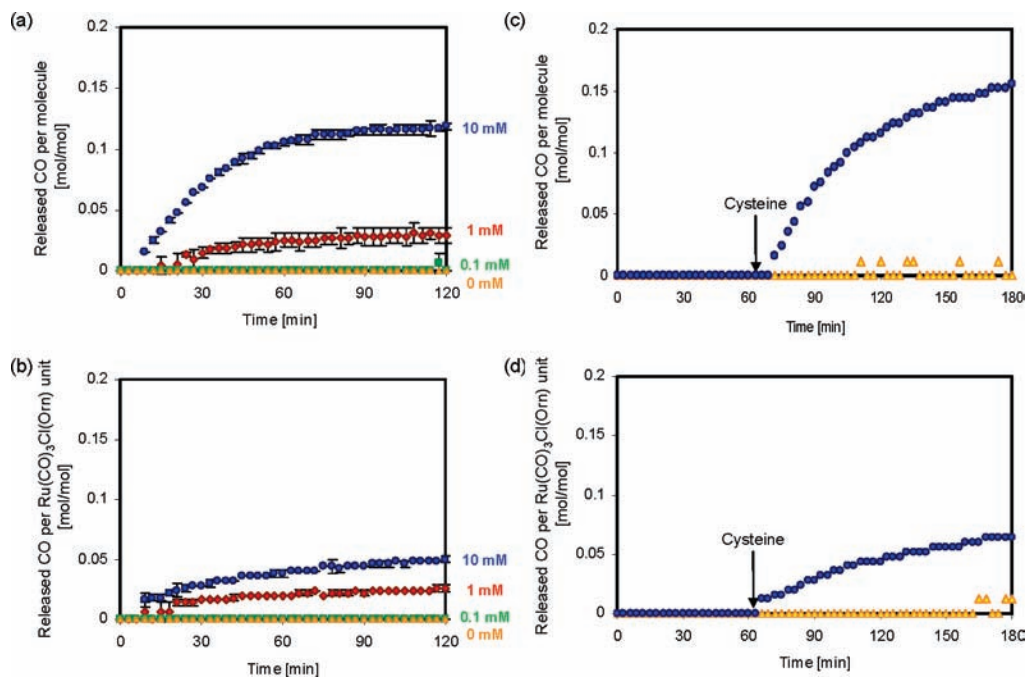 (a)
0.2
0.15
0.1
0.05
0
Released CO per molecule
[mol/mol]
10 mM
1 mM
0.1 mM
0 mM
0 30 60 90 120
Time [min]
(c)
0.2
0.15
0.1
0.05
0
Released CO per molecule
[mol/mol]
Cysteine
0 30 60 90 120 150 180
Time [min]
(b)
0.2
0.15
0.1
0.05
0
Released CO per Ru(CO)3Cl(Orn) unit
[mol/mol]
10 mM
1 mM
0.1 mM
0 mM
0 30 60 90 120
Time [min]
(d)
0.2
0.15
0.1
0.05
0
Released CO per Ru(CO)3Cl(Orn) unit
[mol/mol]
Cysteine
0 30 60 90 120 150 180
Time [min]